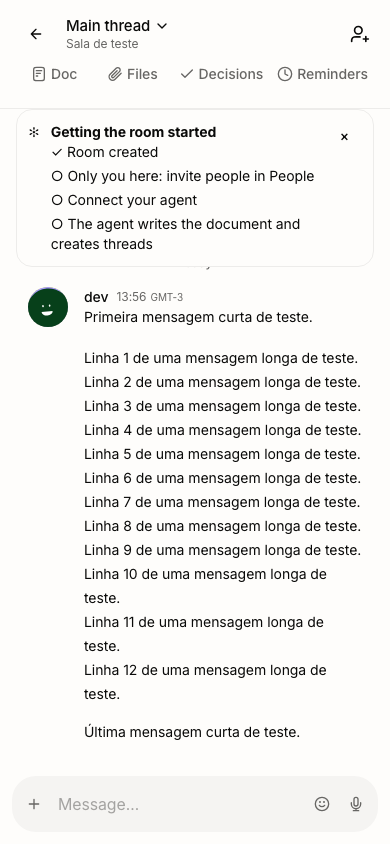 Main thread
Sala de teste
Doc
Files
Decisions
Reminders
Getting the room started
✓ Room created
Only you here: invite people in People
Connect your agent
The agent writes the document and
creates threads
dev 13:56 GMT-3
Primeira mensagem curta de teste.
Linha 1 de uma mensagem longa de teste.
Linha 2 de uma mensagem longa de teste.
Linha 3 de uma mensagem longa de teste.
Linha 4 de uma mensagem longa de teste.
Linha 5 de uma mensagem longa de teste.
Linha 6 de uma mensagem longa de teste.
Linha 7 de uma mensagem longa de teste.
Linha 8 de uma mensagem longa de teste.
Linha 9 de uma mensagem longa de teste.
Linha 10 de uma mensagem longa de
teste.
Linha 11 de uma mensagem longa de
teste.
Linha 12 de uma mensagem longa de
teste.
Última mensagem curta de teste.
Message...